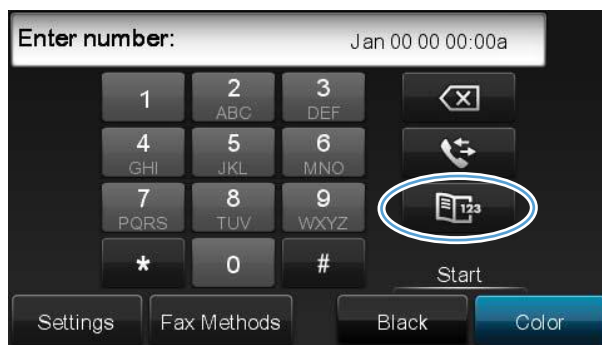 Enter number: Jan 00 00 00:00a
1 2 3
ABC DEF
4 5 6
GHI JKL MNO
7 8 9
PQRS TUV WXYZ
123
* 0 #
Start
Settings Fax Methods Black Color